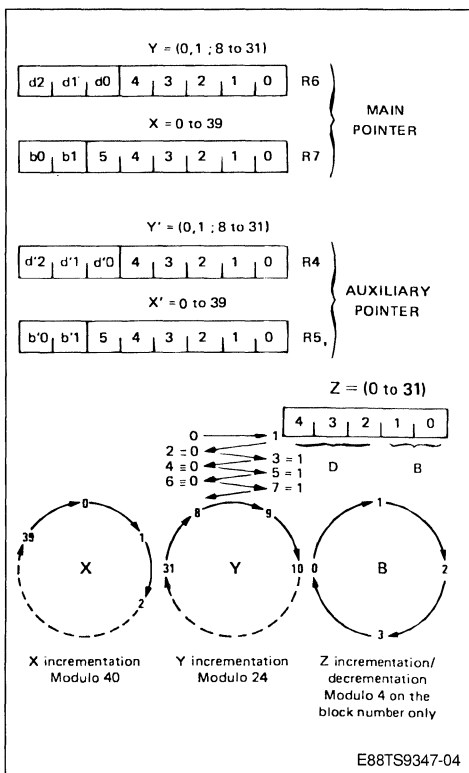 Y = (0,1 ; 8 to 31)
d2 d1 d0 4 3 2 1 0 R6
X = 0 to 39
b0 b1 5 4 3 2 1 0 R7
MAIN
POINTER
Y' = (0,1 ; 8 to 31)
d'2 d'1 d'0 4 3 2 1 0 R4
X' = 0 to 39
b'0 b'1 5 4 3 2 1 0 R5
AUXILIARY
POINTER
Z = (0 to 31)
4 3 2 1 0
D B
0 1
2 ≡ 0 3 = 1
4 ≡ 0 5 = 1
6 ≡ 0 7 = 1
0 1 2 39 X
8 9 10 31 Y
0 1 2 3 B
X incrementation
Modulo 40
Y incrementation
Modulo 24
Z incrementation/
decrementation
Modulo 4 on the
block number only
E88TS9347-04